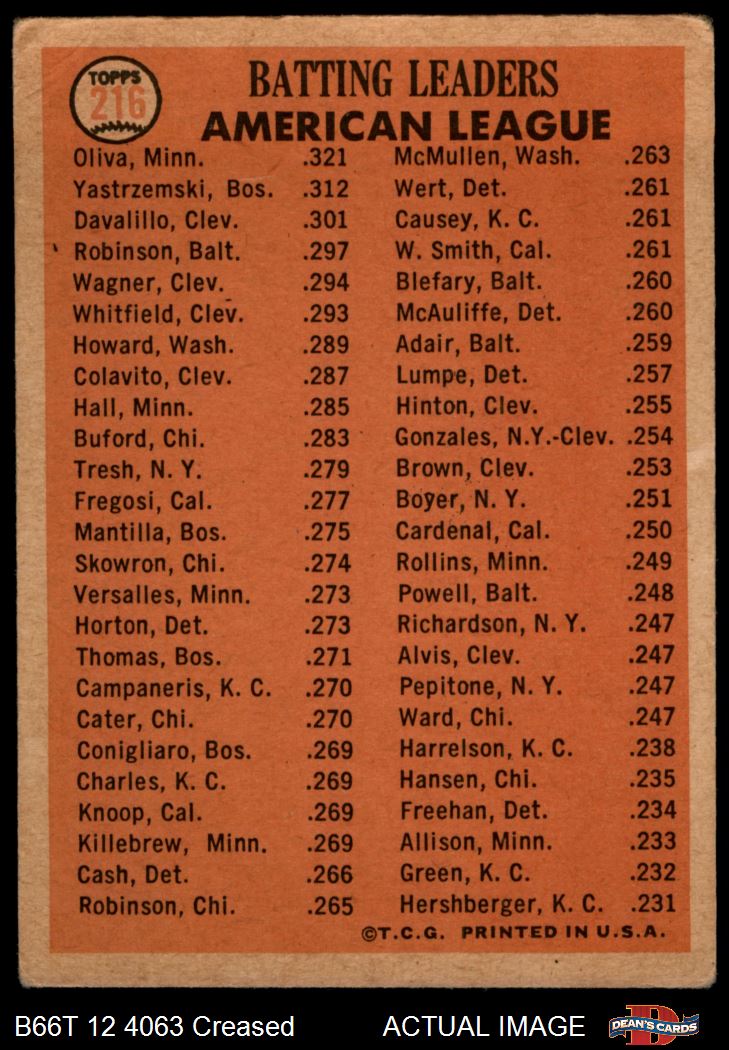 TOPPS
216
BATTING LEADERS
AMERICAN LEAGUE
Oliva, Minn. .321
Yastrzemski, Bos. .312
Davalillo, Clev. .301
Robinson, Balt. .297
Wagner, Clev. .294
Whitfield, Clev. .293
Howard, Wash. .289
Colavito, Clev. .287
Hall, Minn. .285
Buford, Chi. .283
Tresh, N. Y. .279
Fregosi, Cal. .277
Mantilla, Bos. .275
Skowron, Chi. .274
Versalles, Minn. .273
Horton, Det. .273
Thomas, Bos. .271
Campaneris, K. C. .270
Cater, Chi. .270
Conigliaro, Bos. .269
Charles, K. C. .269
Knoop, Cal. .269
Killebrew, Minn. .269
Cash, Det. .266
Robinson, Chi. .265
McMullen, Wash. .263
Wert, Det. .261
Causey, K. C. .261
W. Smith, Cal. .261
Blefary, Balt. .260
McAuliffe, Det. .260
Adair, Balt. .259
Lumpe, Det. .257
Hinton, Clev. .255
Gonzales, N.Y.-Clev. .254
Brown, Clev. .253
Boyer, N. Y. .251
Cardenal, Cal. .250
Rollins, Minn. .249
Powell, Balt. .248
Richardson, N. Y. .247
Alvis, Clev. .247
Pepitone, N. Y. .247
Ward, Chi. .247
Harrelson, K. C. .238
Hansen, Chi. .235
Freehan, Det. .234
Allison, Minn. .233
Green, K. C. .232
Hershberger, K. C. .231
©T.C.G. PRINTED IN U.S.A.
B66T 12 4063 Creased ACTUAL IMAGE
B
DEAN'S CARDS